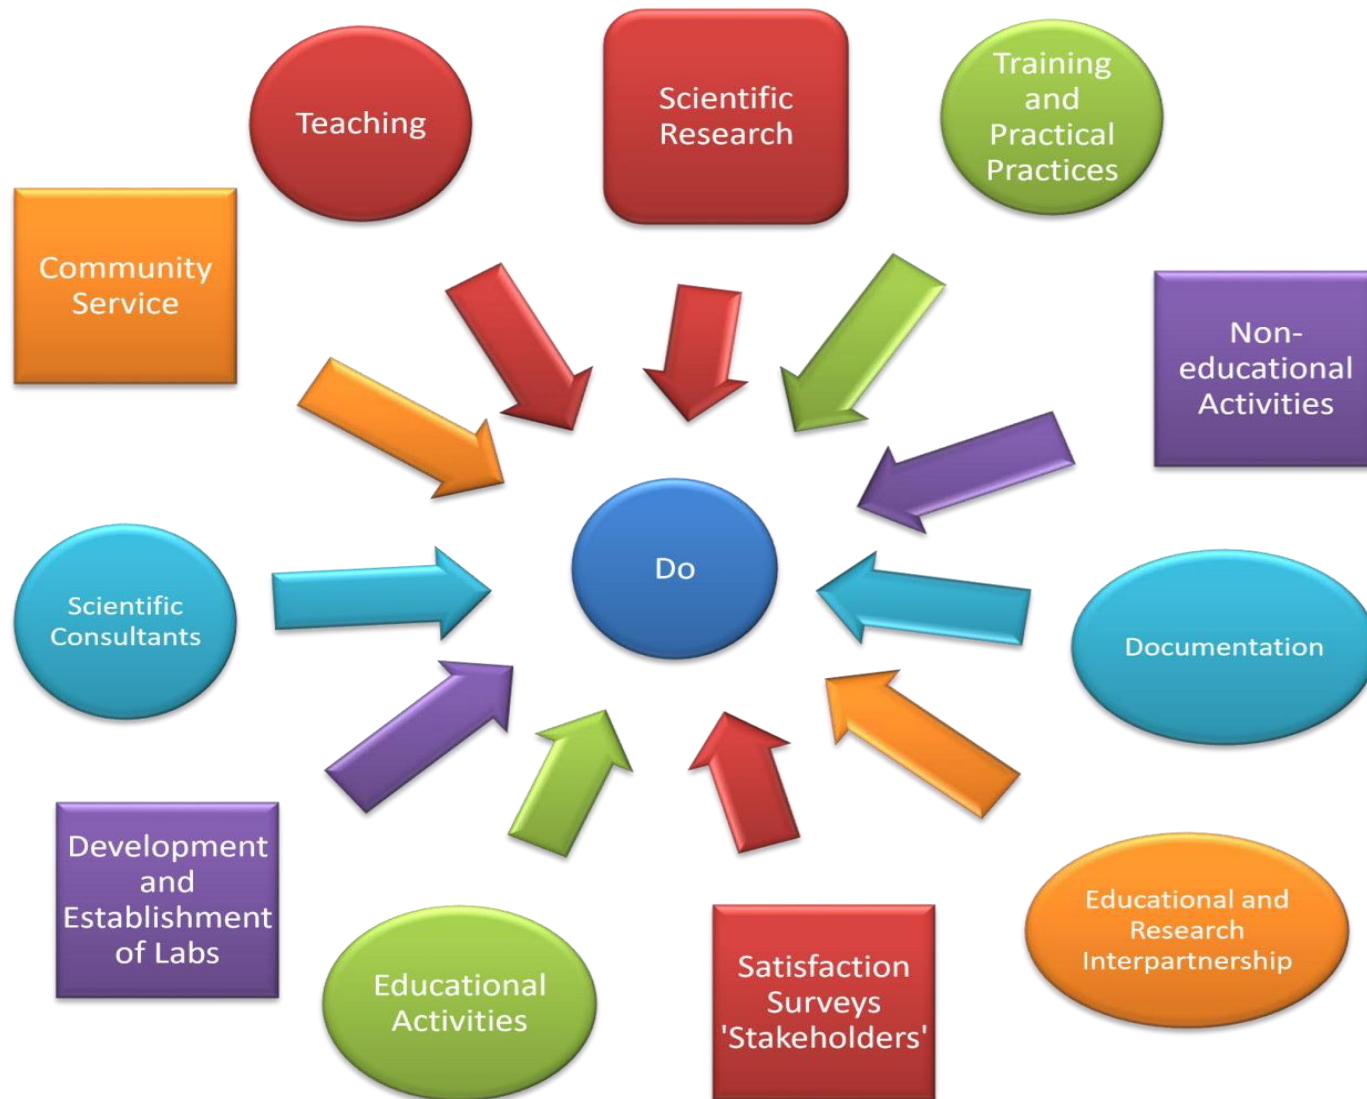 Teaching
Scientific
Research
Training
and
Practical
Practices
Community
Service
Non-
educational
Activities
Do
Scientific
Consultants
Documentation
Development
and
Establishment
of Labs
Educational
Activities
Satisfaction
Surveys
'Stakeholders'
Educational and
Research
Interpartnership